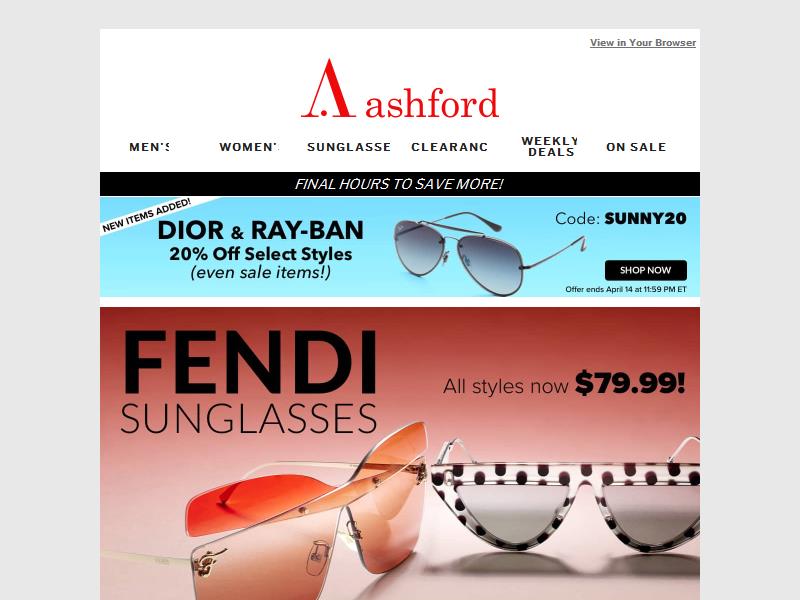 View in Your Browser
A ashford
MEN'S
WOMEN'
SUNGLASSE
CLEARANC
WEEKLY
DEALS
ON SALE
FINAL HOURS TO SAVE MORE!
NEW ITEMS ADDED!
DIOR & RAY-BAN
20% Off Select Styles
(even sale items!)
Code: SUNNY20
SHOP NOW
Offer ends April 14 at 11:59 PM ET
FENDI
SUNGLASSES
All styles now $79.99!